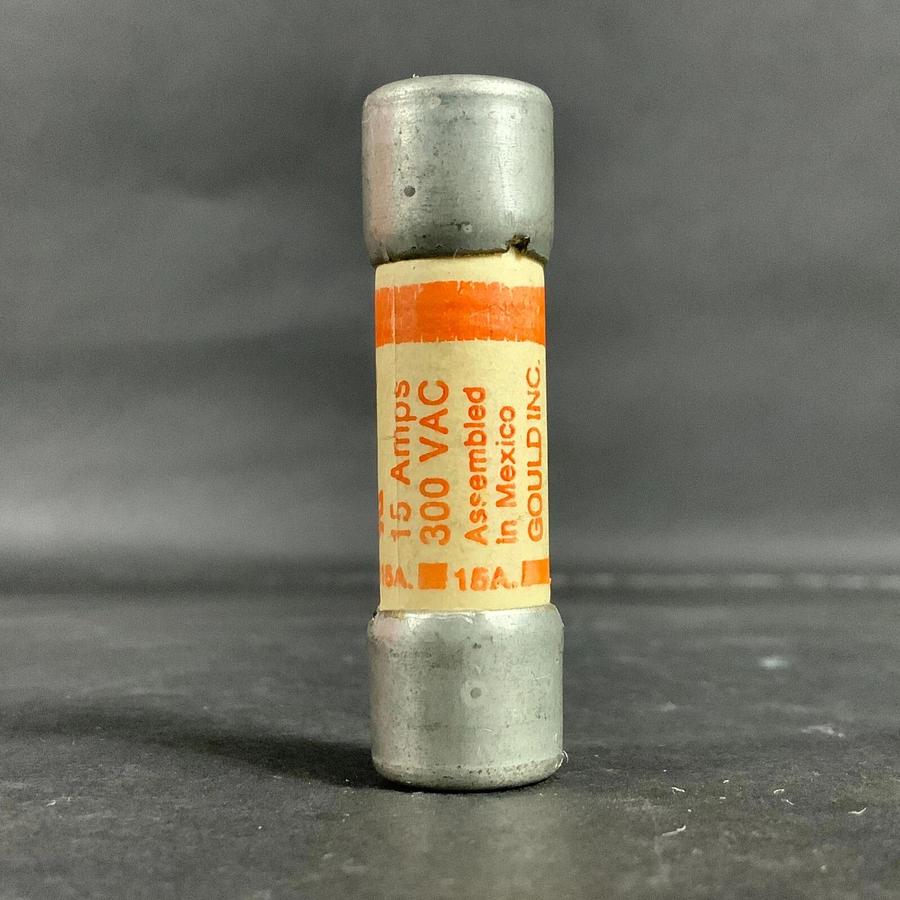 15 Amps
300 VAC
Assembled
in Mexico
GOULD INC.
15A. 15A.